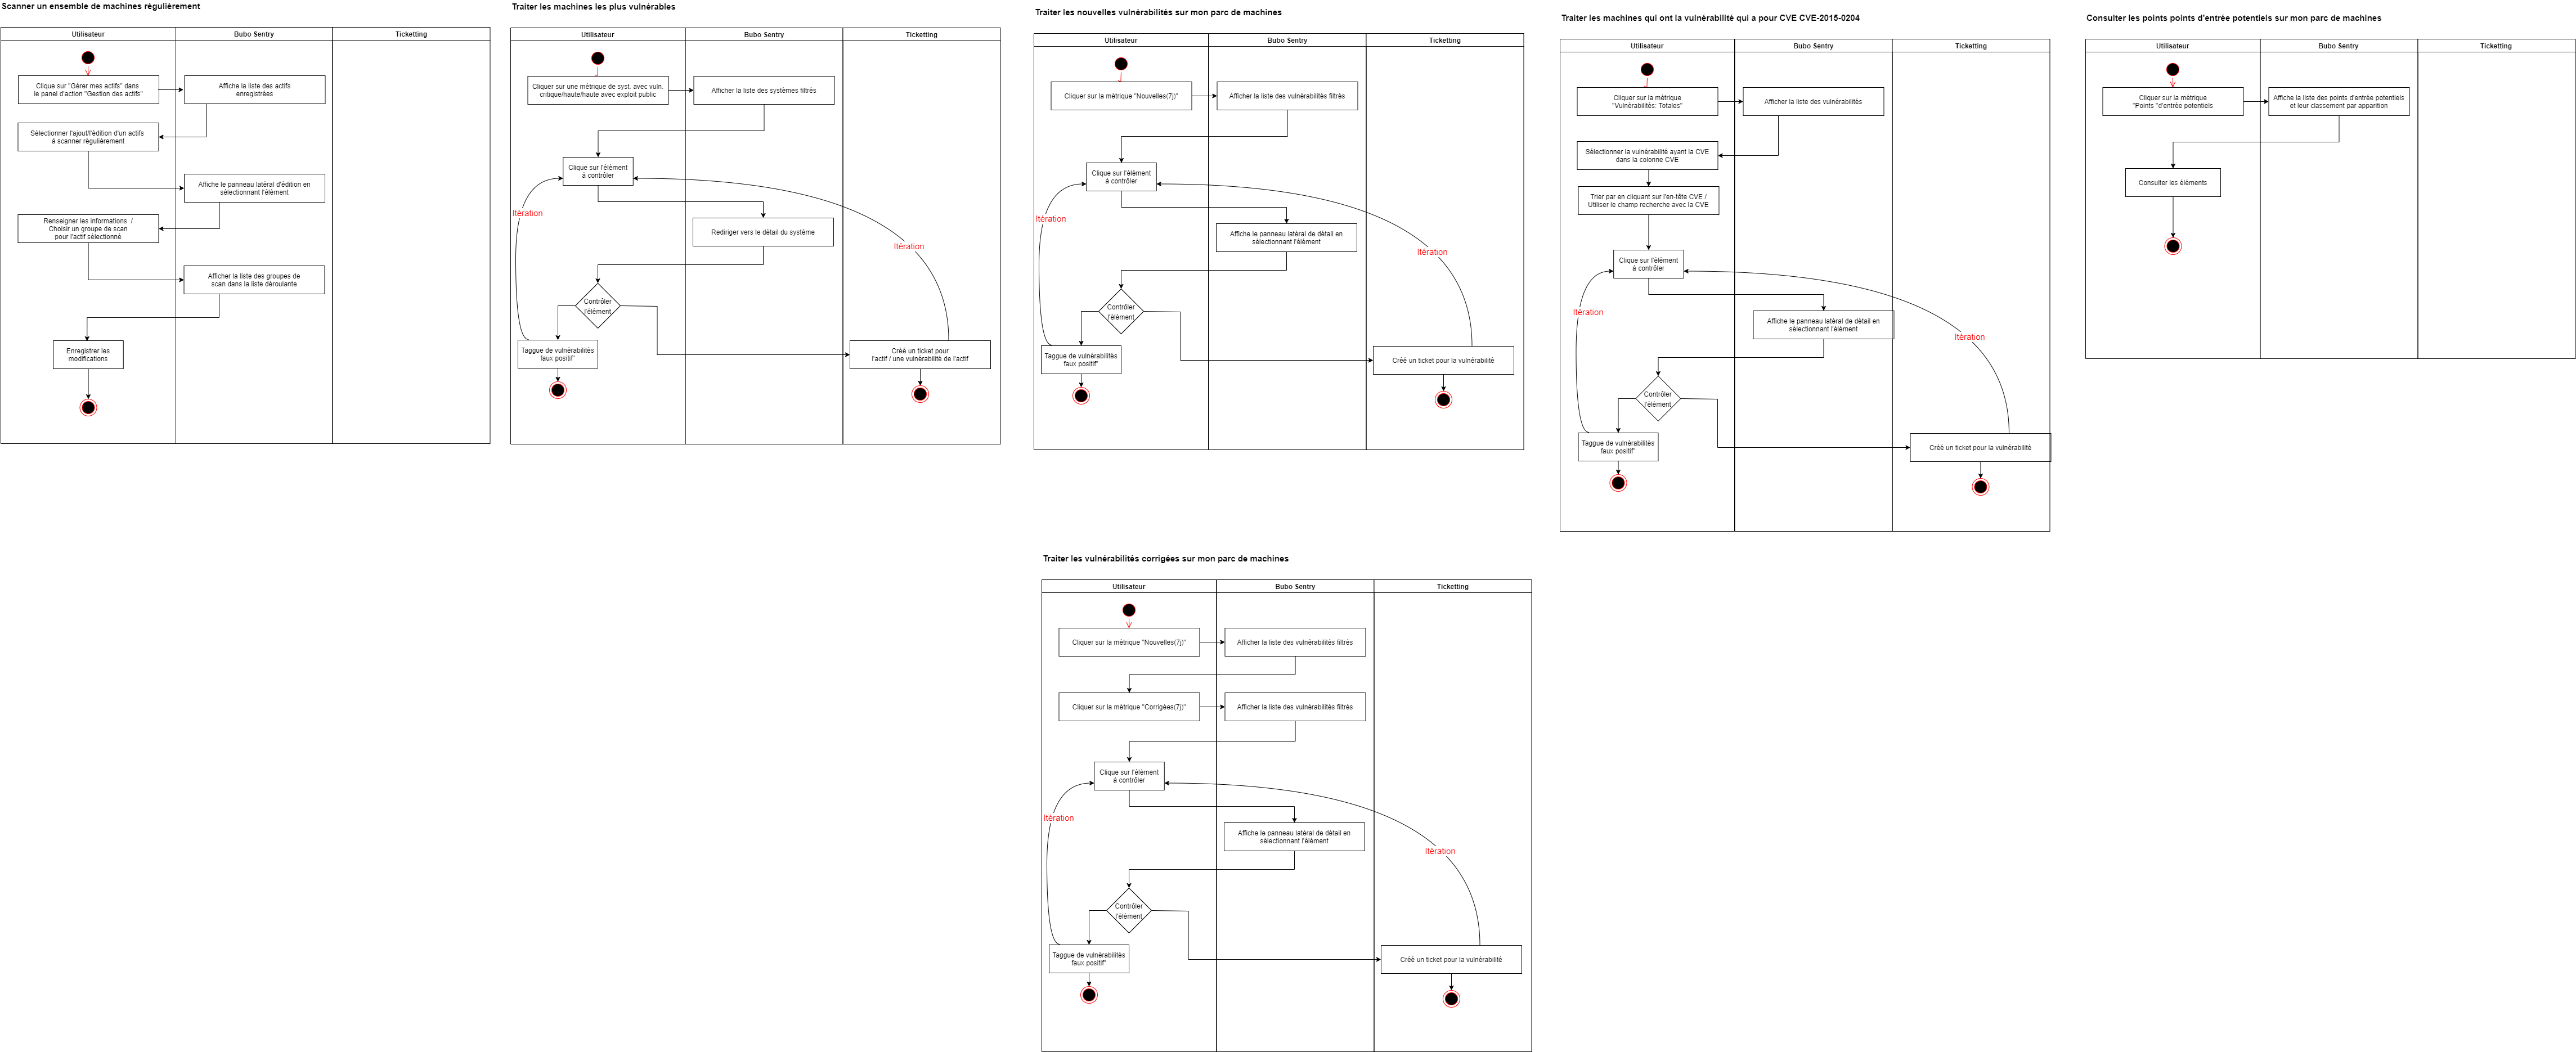 Scanner un ensemble de machines régulièrement
Utilisateur
Bubo Sentry
Ticketting
Clique sur "Gérer mes actifs" dans
le panel d'action "Gestion des actifs"
Affiche la liste des actifs
enregistrées
Sélectionner l'ajout/l'édition d'un actifs
à scanner régulièrement
Affiche le panneau latéral d'édition en
sélectionnant l'élément
Renseigner les informations /
Choisir un groupe de scan
pour l'actif sélectionné
Afficher la liste des groupes de
scan dans la liste déroulante
Enregistrer les
modifications
Traiter les machines les plus vulnérables
Utilisateur
Bubo Sentry
Ticketting
Cliquer sur une métrique de syst. avec vuln.
critique/haute/haute avec exploit public
Afficher la liste des systèmes filtrés
Clique sur l'élément
à contrôler
Itération
Rediriger vers le détail du système
Itération
Contrôler
l'élément
Taggue de vulnérabilités
faux positif"
Créé un ticket pour
l'actif / une vulnérabilité de l'actif
Traiter les nouvelles vulnérabilités sur mon parc de machines
Utilisateur
Bubo Sentry
Ticketting
Cliquer sur la métrique "Nouvelles(7j)"
Afficher la liste des vulnérabilités filtrés
Clique sur l'élément
à contrôler
Itération
Affiche le panneau latéral de détail en
sélectionnant l'élément
Itération
Contrôler
l'élément
Taggue de vulnérabilités
faux positif"
Créé un ticket pour la vulnérabilité
Traiter les machines qui ont la vulnérabilité qui a pour CVE CVE-2015-0204
Utilisateur
Bubo Sentry
Ticketting
Cliquer sur la métrique
"Vulnérabilités: Totales"
Afficher la liste des vulnérabilités
Sélectionner la vulnérabilité ayant la CVE
dans la colonne CVE
Trier par en cliquant sur l'en-tête CVE /
Utiliser le champ recherche avec la CVE
Clique sur l'élément
à contrôler
Itération
Affiche le panneau latéral de détail en
sélectionnant l'élément
Itération
Contrôler
l'élément
Taggue de vulnérabilités
faux positif"
Créé un ticket pour la vulnérabilité
Consulter les points points d'entrée potentiels sur mon parc de machines
Utilisateur
Bubo Sentry
Ticketting
Cliquer sur la métrique
"Points "d'entrée potentiels
Affiche la liste des points d'entrée potentiels
et leur classement par apparition
Consulter les éléments
Traiter les vulnérabilités corrigées sur mon parc de machines
Utilisateur
Bubo Sentry
Ticketting
Cliquer sur la métrique "Nouvelles(7j)"
Afficher la liste des vulnérabilités filtrés
Cliquer sur la métrique "Corrigées(7j)"
Afficher la liste des vulnérabilités filtrés
Clique sur l'élément
à contrôler
Itération
Affiche le panneau latéral de détail en
sélectionnant l'élément
Itération
Contrôler
l'élément
Taggue de vulnérabilités
faux positif"
Créé un ticket pour la vulnérabilité